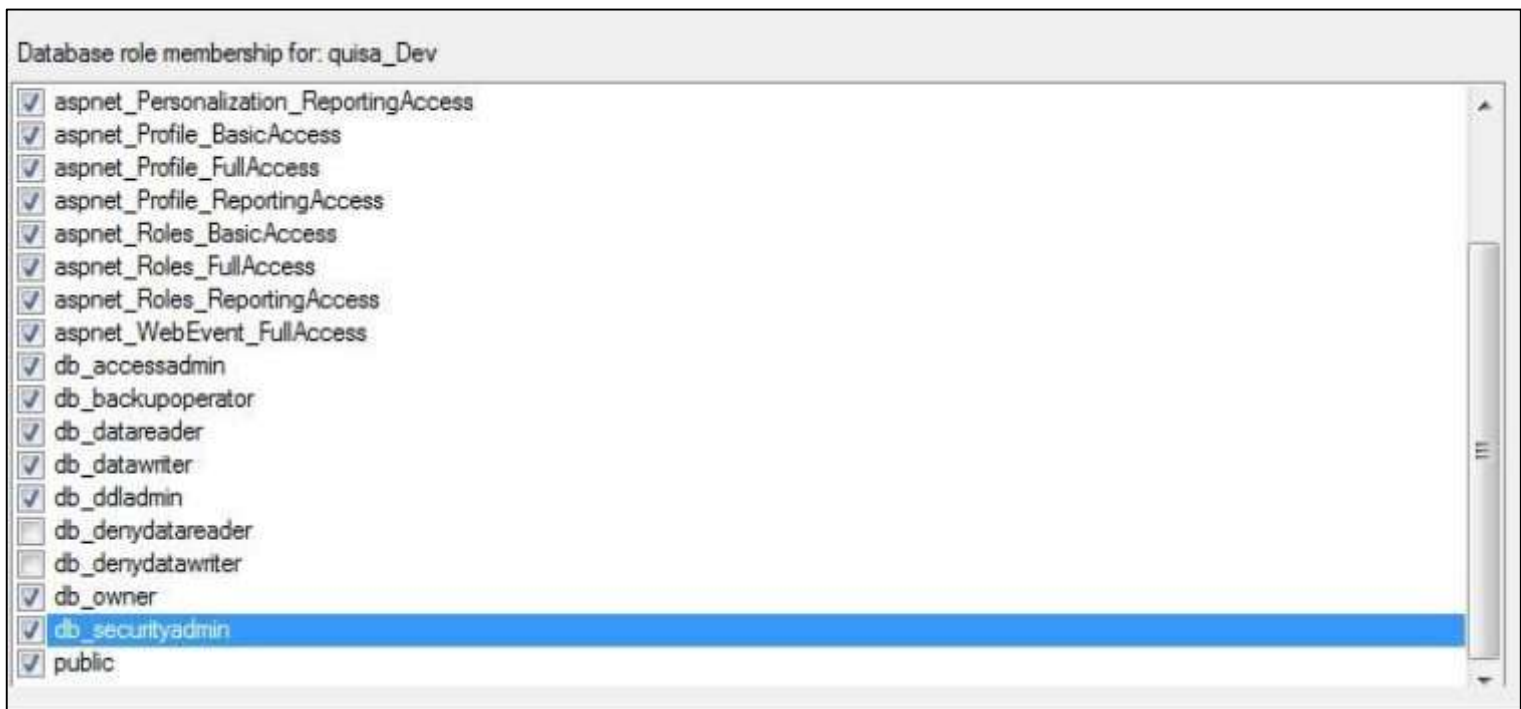 Database role membership for: quisa_Dev
aspnet_Personalization_ReportingAccess
aspnet_Profile_BasicAccess
aspnet_Profile_FullAccess
aspnet_Profile_ReportingAccess
aspnet_Roles_BasicAccess
aspnet_Roles_FullAccess
aspnet_Roles_ReportingAccess
aspnet_WebEvent_FullAccess
db_accessadmin
db_backupoperator
db_datareader
db_datawriter
db_ddladmin
db_denydatareader
db_denydatawriter
db_owner
db_securityadmin
public